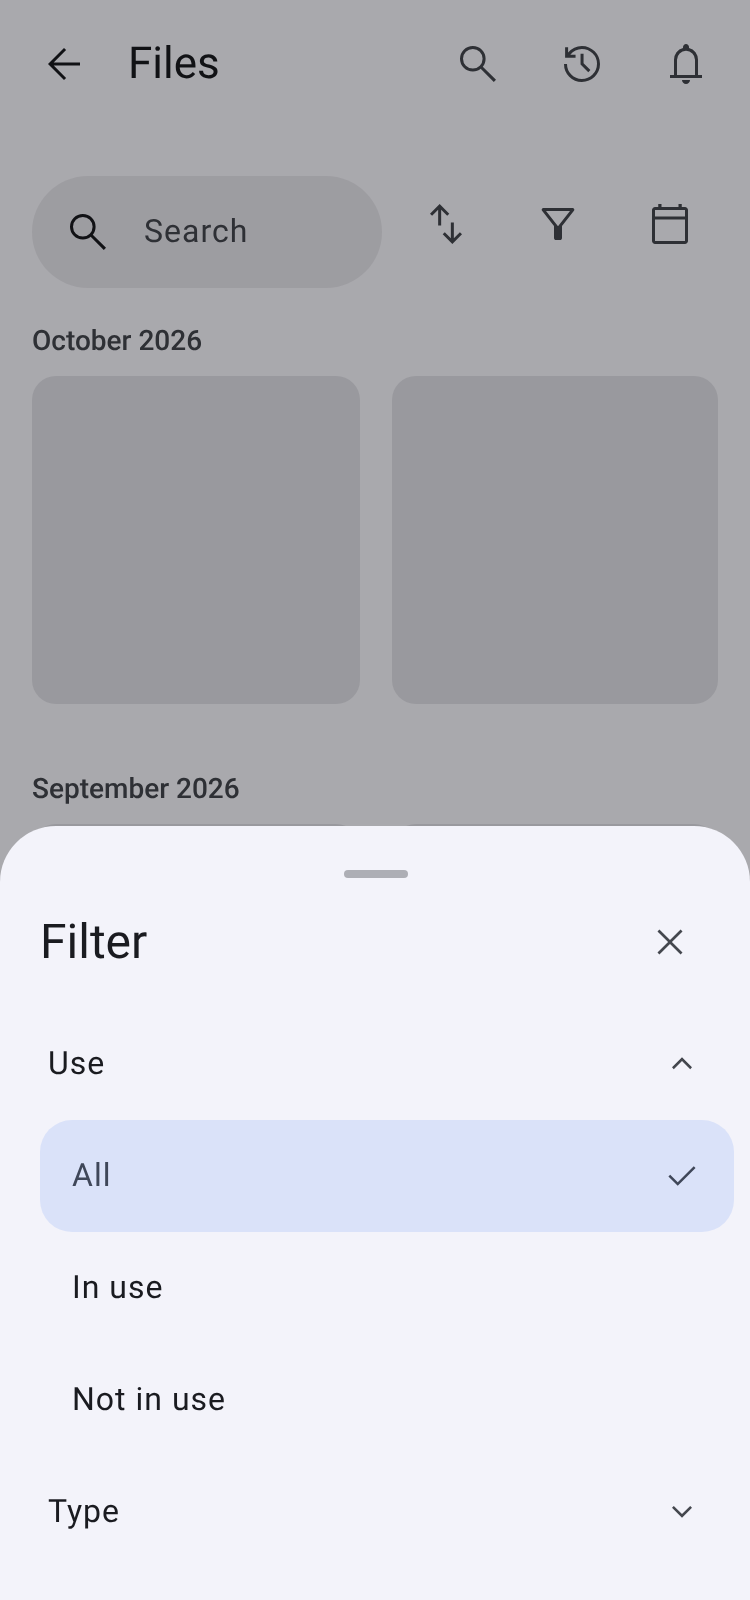 Files
Search
October 2026
September 2026
Filter
Use
All
In use
Not in use
Type